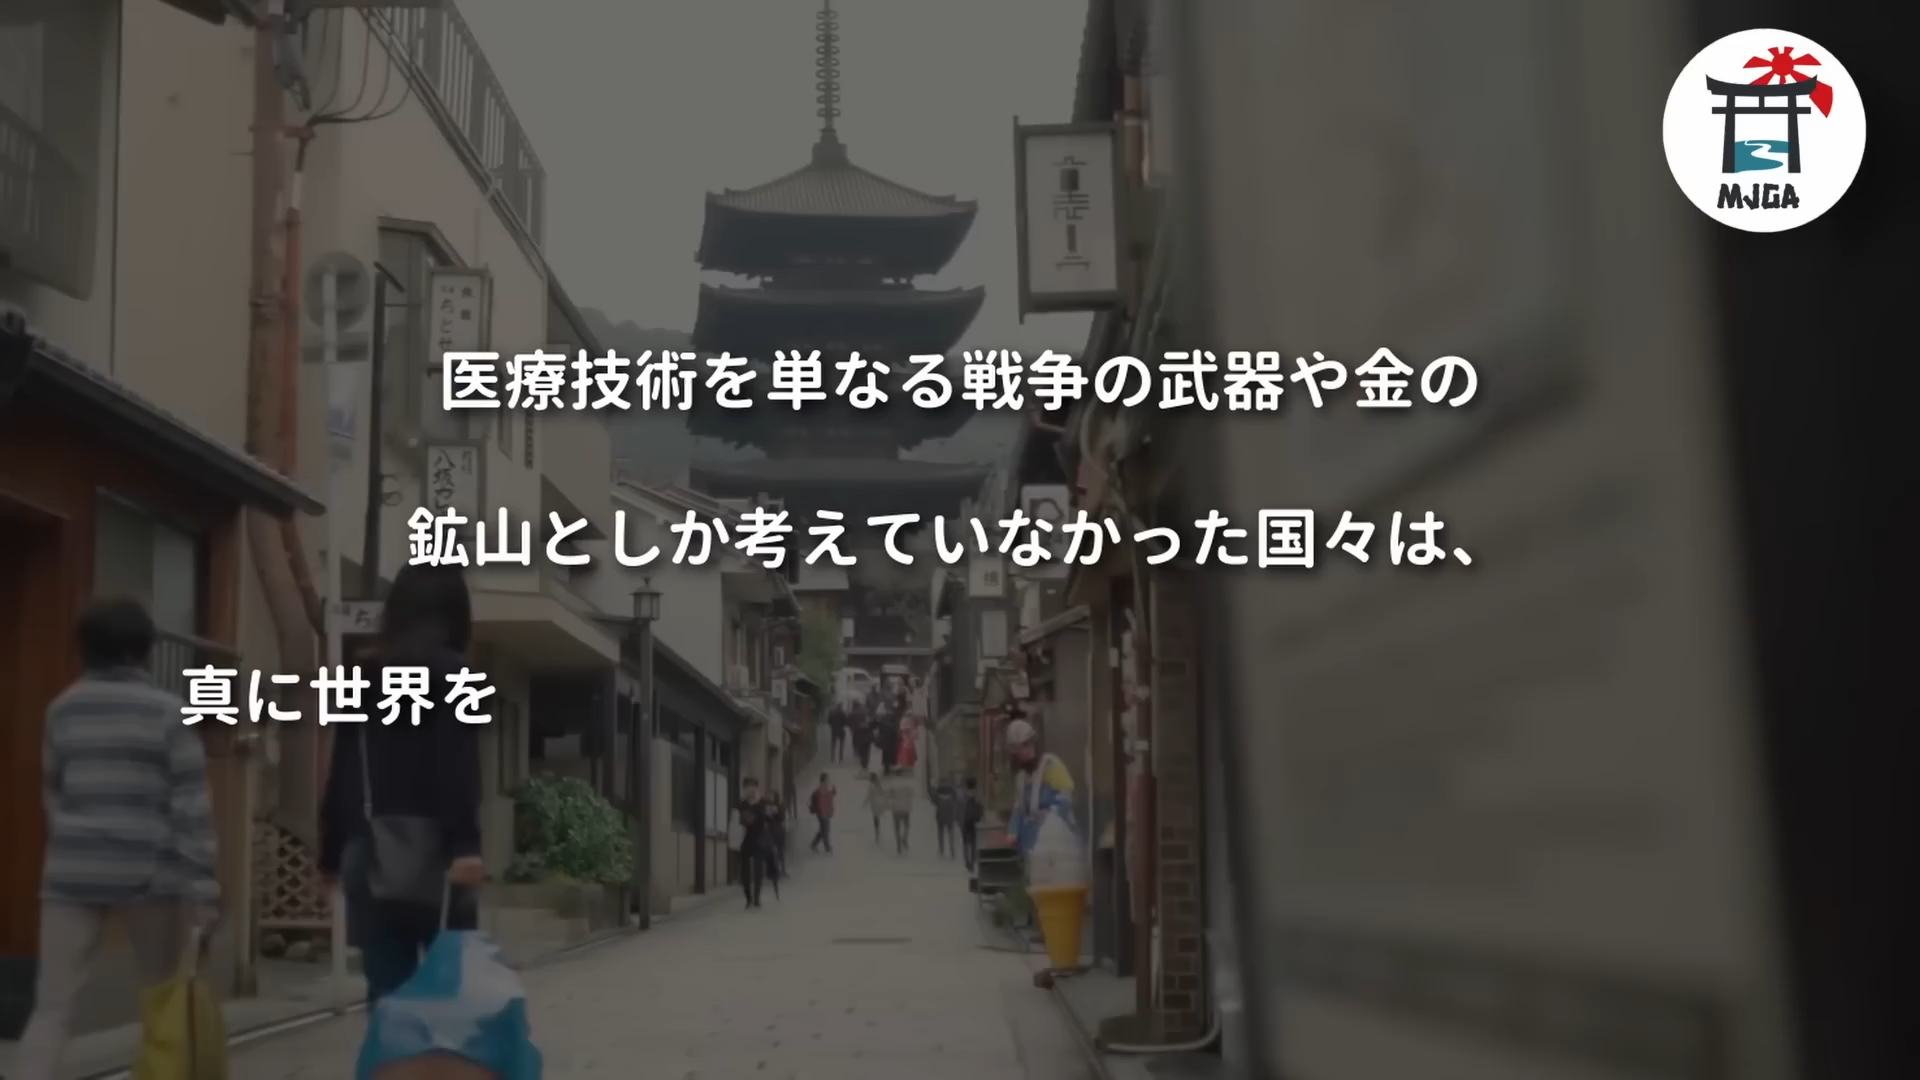 医療技術を単なる戦争の武器や金の
鉱山としか考えていなかった国々は、
真に世界を
MJGA